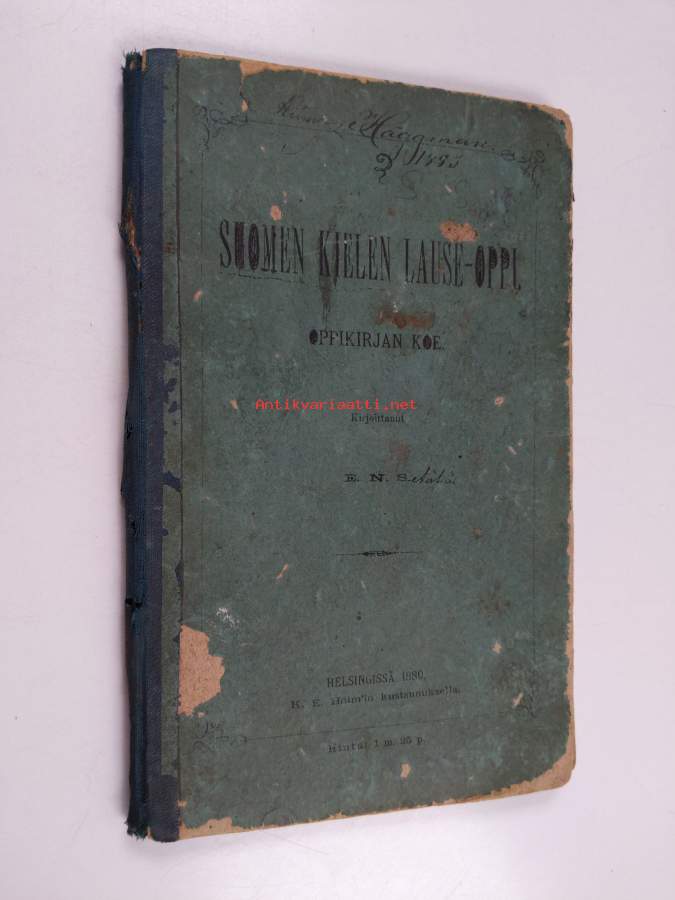 Haagman.
1883
SUOMEN KIELEN LAUSE-OPPI.
OPPIKIRJAN KOE.
Antikvariaatti.net
Kirjoittanut
E. N. Setälä.
HELSINGISSÄ, 1880,
K. E. Holm'in kustannuksella.
Hinta: 1 m. 25 p.